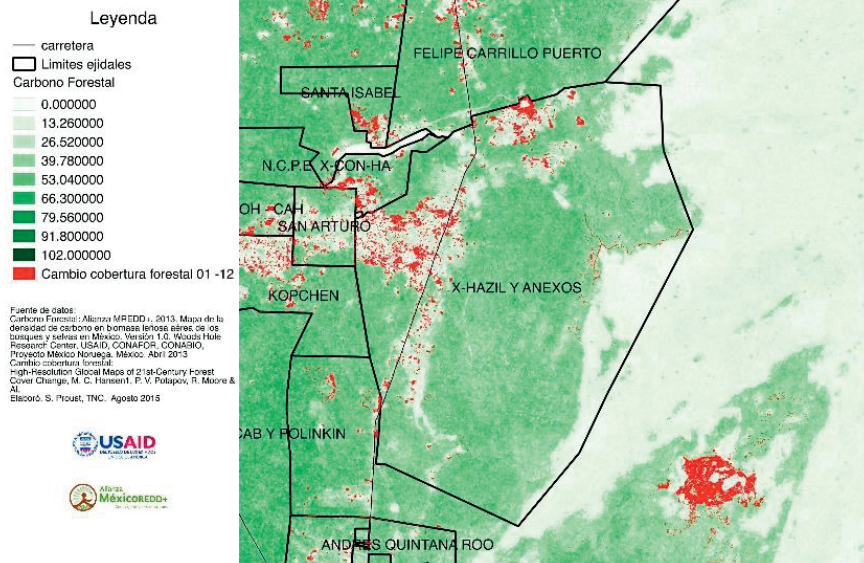 Leyenda
carretera
Limites ejidales
Carbono Forestal
0.000000
13.260000
26.520000
39.780000
53.040000
66.300000
79.560000
91.800000
102.000000
Cambio cobertura forestal 01 -12
Fuente de datos:
Carbono Forestal: Alianza MREDD+, 2013. Mapa de la
densidad de carbono en biomasa leñosa aérea de los
bosques y selvas en México. Versión 1.0. Woods Hole
Research Center, USAID, CONAFOR, CONABIO,
Proyecto México Noruega. México. Abril 2013
Cambio cobertura forestal:
High-Resolution Global Maps of 21st-Century Forest
Cover Change, M. C. Hansen1, P. V. Potapov, R. Moore &
Al.
Elaboró. S. Proust, TNC. Agosto 2015
USAID
Alianza
MéxicoREDD+
FELIPE CARRILLO PUERTO
SANTA ISABEL
N.C.P.E X-CON-HA
OH - CAH
SAN ARTURO
KOPCHEN
X-HAZIL Y ANEXOS
CAB Y POLINKIN
ANDRES QUINTANA ROO